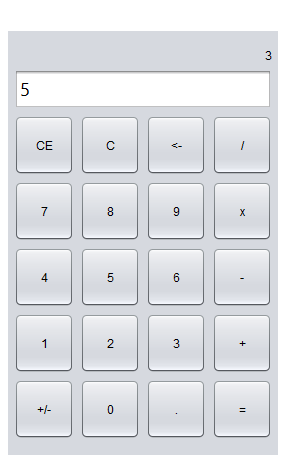 3
5
CE C <- /
7 8 9 x
4 5 6 -
1 2 3 +
+/- 0 . =